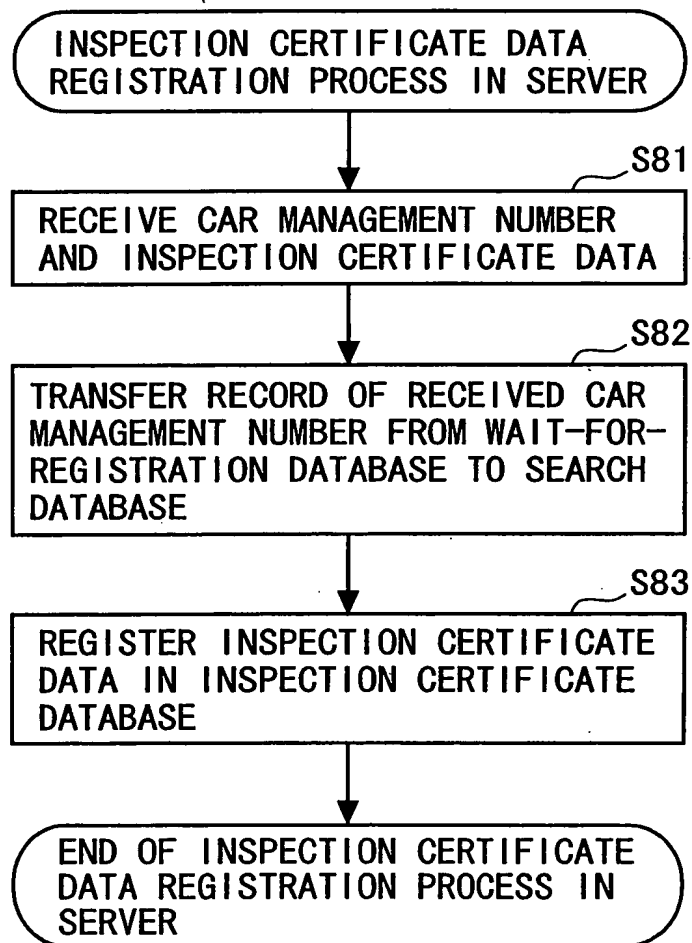 INSPECTION CERTIFICATE DATA
REGISTRATION PROCESS IN SERVER
S81
RECEIVE CAR MANAGEMENT NUMBER
AND INSPECTION CERTIFICATE DATA
S82
TRANSFER RECORD OF RECEIVED CAR
MANAGEMENT NUMBER FROM WAIT-FOR-
REGISTRATION DATABASE TO SEARCH
DATABASE
S83
REGISTER INSPECTION CERTIFICATE
DATA IN INSPECTION CERTIFICATE
DATABASE
END OF INSPECTION CERTIFICATE
DATA REGISTRATION PROCESS IN
SERVER